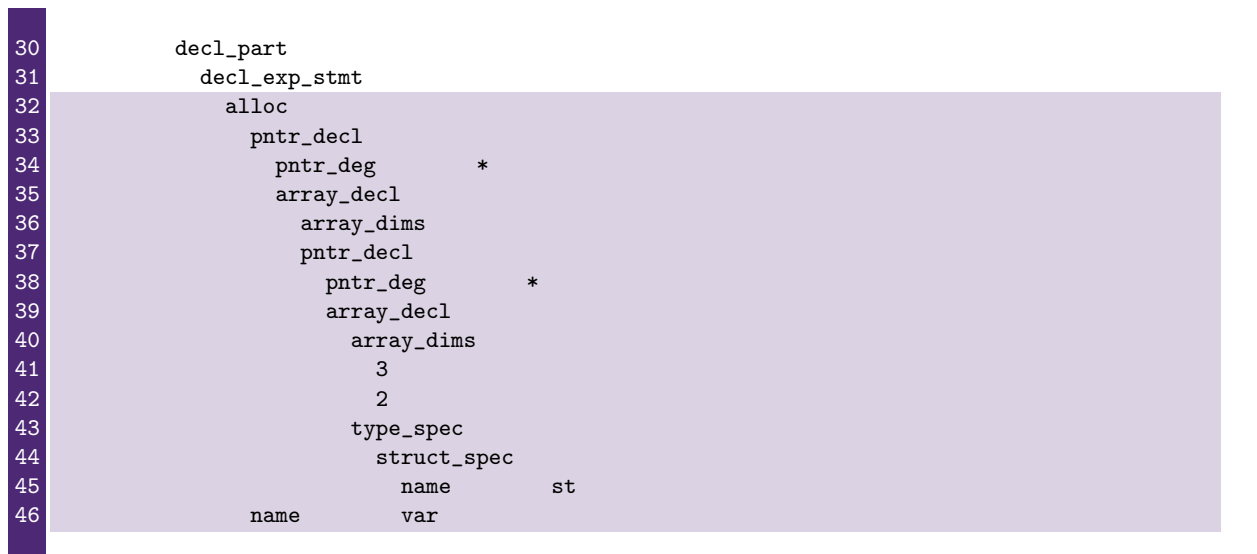 30 decl_part
31 decl_exp_stmt
32 alloc
33 pntr_decl
34 pntr_deg *
35 array_decl
36 array_dims
37 pntr_decl
38 pntr_deg *
39 array_decl
40 array_dims
41 3
42 2
43 type_spec
44 struct_spec
45 name st
46 name var